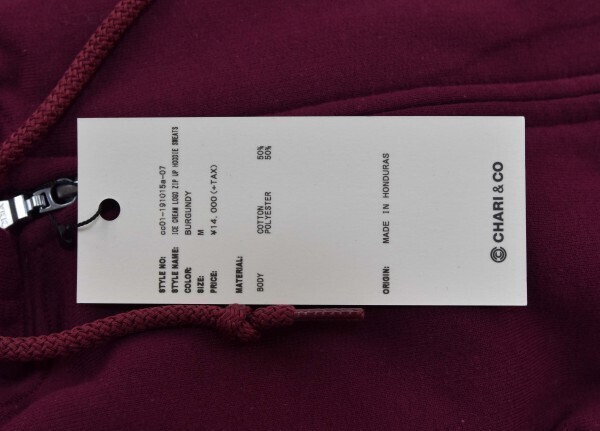 STYLE NO: cc01-191015a-07
STYLE NAME: ICE CREAM LOGO ZIP UP HOODIE SWEATS
COLOR: BURGUNDY
SIZE: M
PRICE: ¥14,000(+TAX)
MATERIAL:
BODY COTTON 50%
POLYESTER 50%
ORIGIN: MADE IN HONDURAS
CHARI & CO